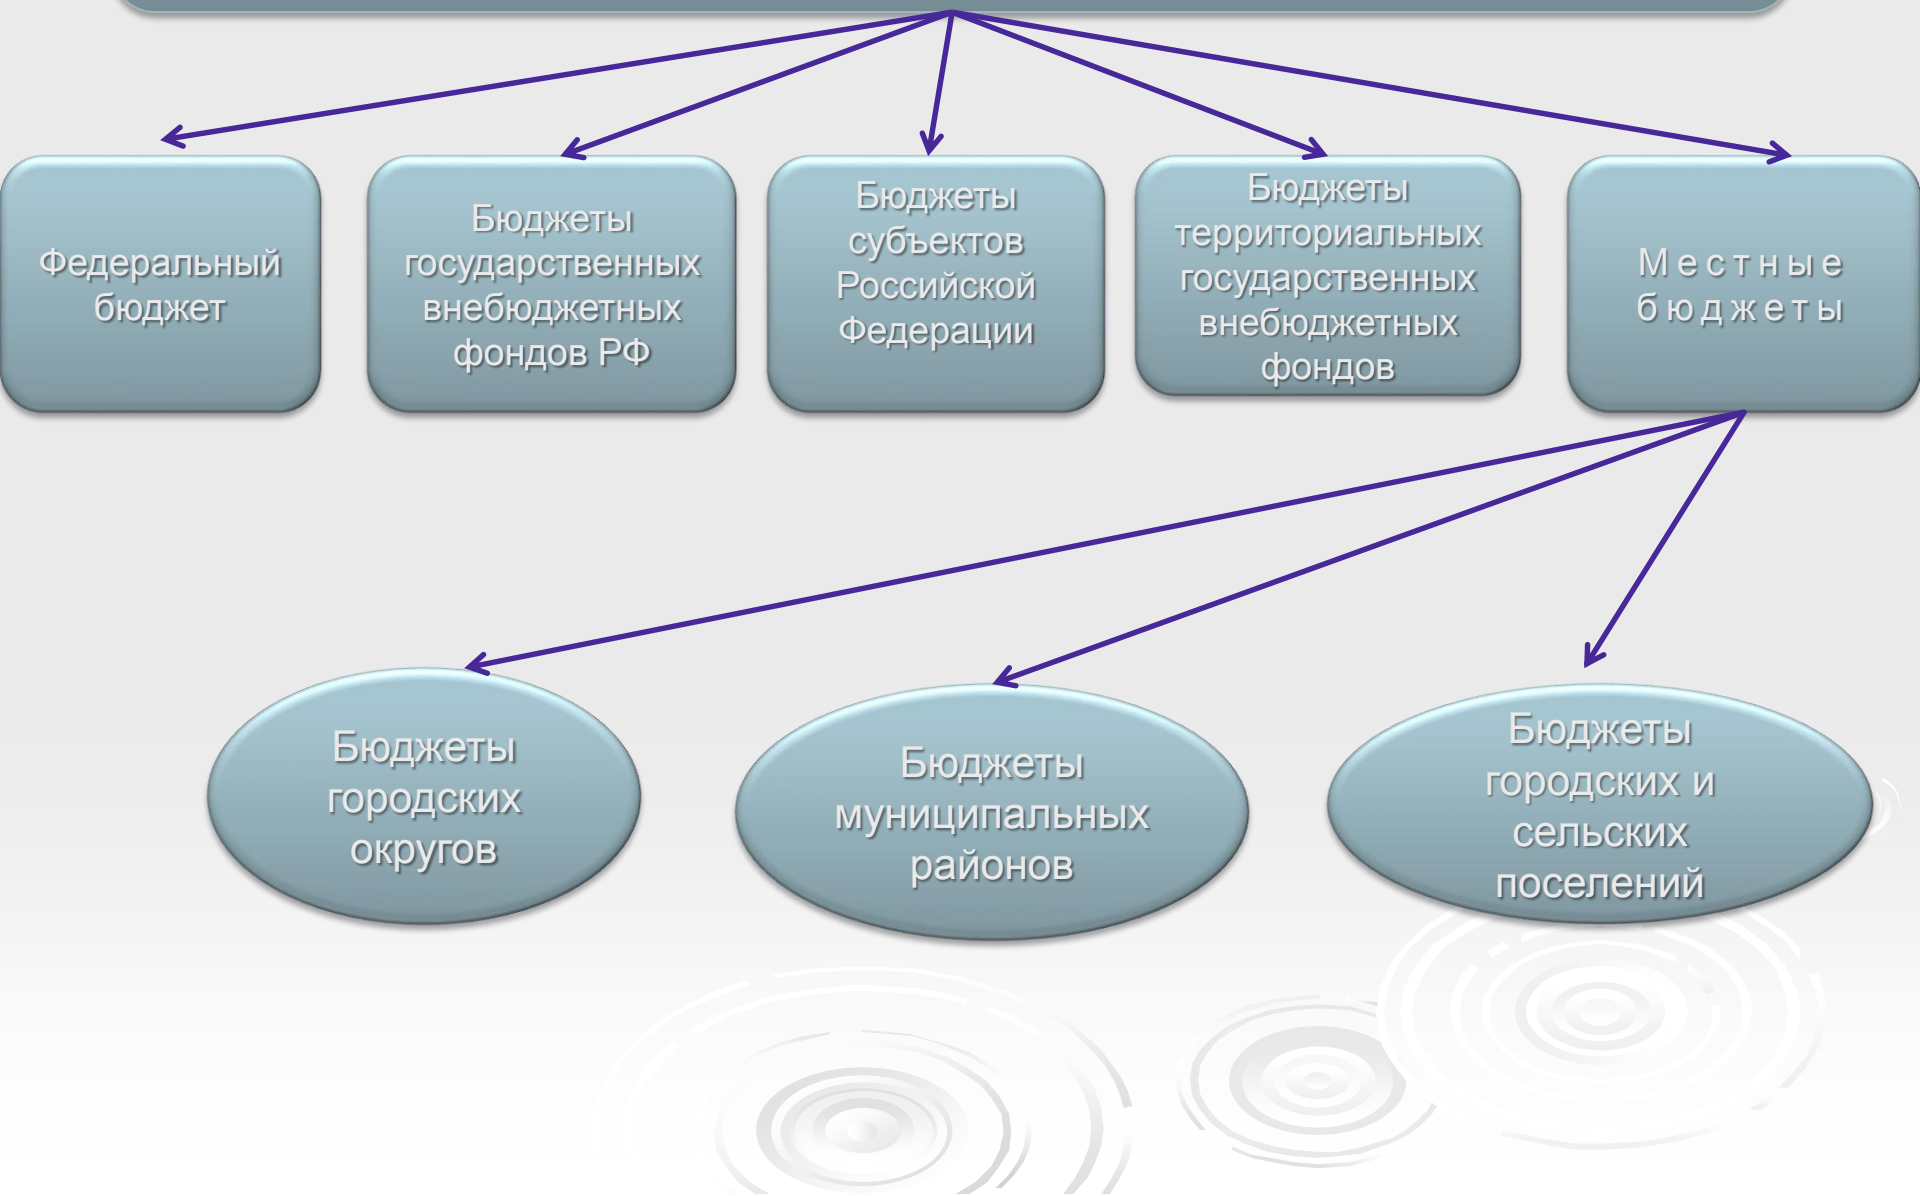 Федеральный
бюджет
Бюджеты
государственных
внебюджетных
фондов РФ
Бюджеты
субъектов
Российской
Федерации
Бюджеты
территориальных
государственных
внебюджетных
фондов
М е с т н ы е
б ю д ж е т ы
Бюджеты
городских
округов
Бюджеты
муниципальных
районов
Бюджеты
городских и
сельских
поселений